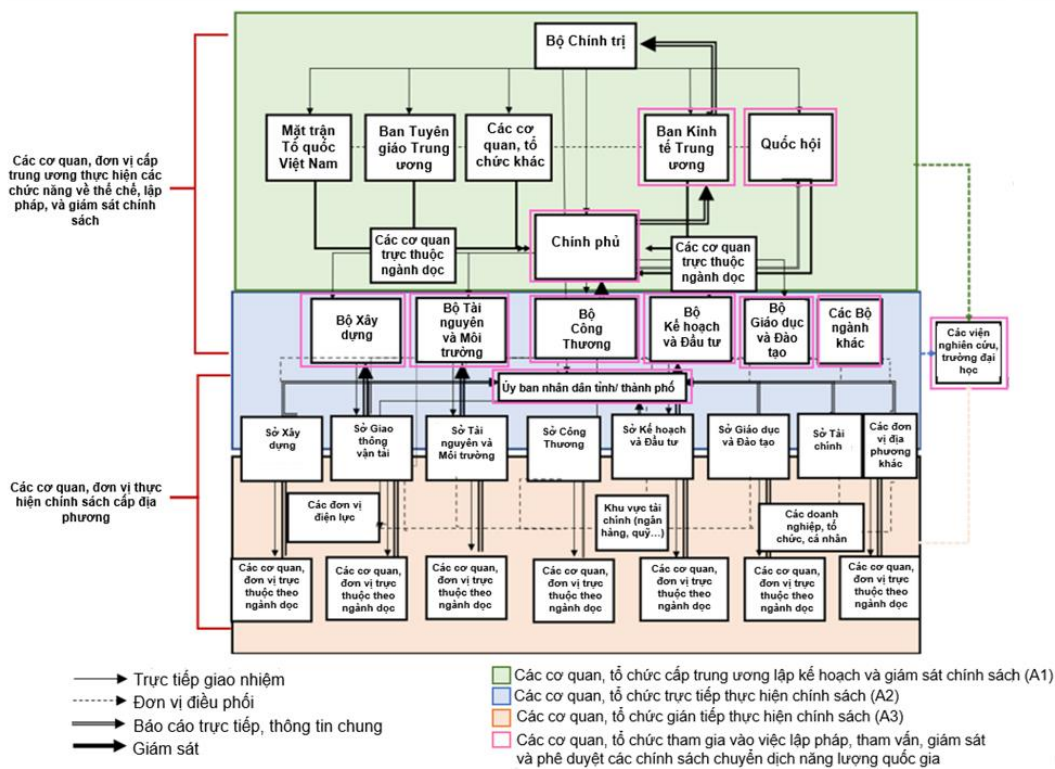 Bộ Chính trị
Mặt trận
Tổ quốc
Việt Nam
Ban Tuyên
giáo Trung
ương
Các cơ
quan, tổ
chức khác
Ban Kinh
tế Trung
ương
Quốc hội
Các cơ quan, đơn vị cấp
trung ương thực hiện các
chức năng về thể chế, lập
pháp, và giám sát chính
sách
Các cơ quan
trực thuộc
ngành dọc
Chính phủ
Các cơ quan
trực thuộc
ngành dọc
Bộ Xây
dựng
Bộ Tài
nguyên
và Môi
trường
Bộ
Công
Thương
Bộ
Kế hoạch
và Đầu tư
Bộ
Giáo dục
và Đào
tạo
Các Bộ
ngành
khác
Các viện
nghiên cứu,
trường đại
học
Ủy ban nhân dân tỉnh/ thành phố
Sở Xây
dựng
Sở Giao
thông
vận tải
Sở Tài
nguyên và
Môi trường
Sở Công
Thương
Sở Kế hoạch
và Đầu tư
Sở Giáo dục
và Đào tạo
Sở Tài
chính
Các đơn
vị địa
phương
khác
Các cơ quan, đơn vị thực
hiện chính sách cấp địa
phương
Các đơn vị
điện lực
Khu vực tài
chính (ngân
hàng, quỹ...)
Các doanh
nghiệp, tổ
chức, cá nhân
Các cơ quan,
đơn vị trực
thuộc theo
ngành dọc
Các cơ quan,
đơn vị trực
thuộc theo
ngành dọc
Các cơ quan,
đơn vị trực
thuộc theo
ngành dọc
Các cơ quan,
đơn vị trực
thuộc theo
ngành dọc
Các cơ quan,
đơn vị trực
thuộc theo
ngành dọc
Các cơ quan,
đơn vị trực
thuộc theo
ngành dọc
Các cơ quan,
đơn vị trực
thuộc theo
ngành dọc
Trực tiếp giao nhiệm
Đơn vị điều phối
Báo cáo trực tiếp, thông tin chung
Giám sát
Các cơ quan, tổ chức cấp trung ương lập kế hoạch và giám sát chính sách (A1)
Các cơ quan, tổ chức trực tiếp thực hiện chính sách (A2)
Các cơ quan, tổ chức gián tiếp thực hiện chính sách (A3)
Các cơ quan, tổ chức tham gia vào việc lập pháp, tham vấn, giám sát
và phê duyệt các chính sách chuyển dịch năng lượng quốc gia